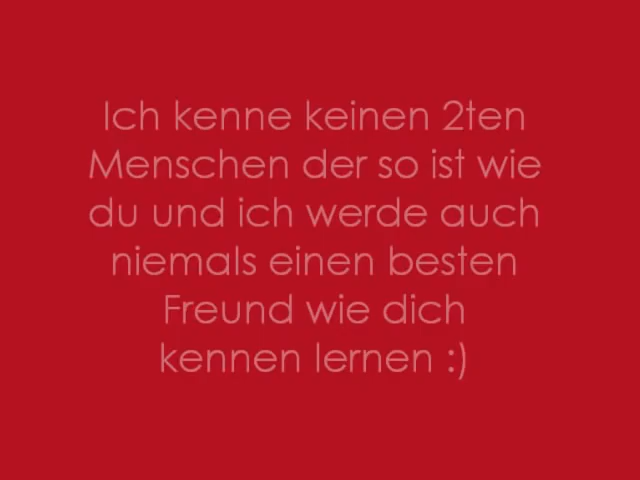 Ich kenne keinen 2ten
Menschen der so ist wie
du und ich werde auch
niemals einen besten
Freund wie dich
kennen lernen :)